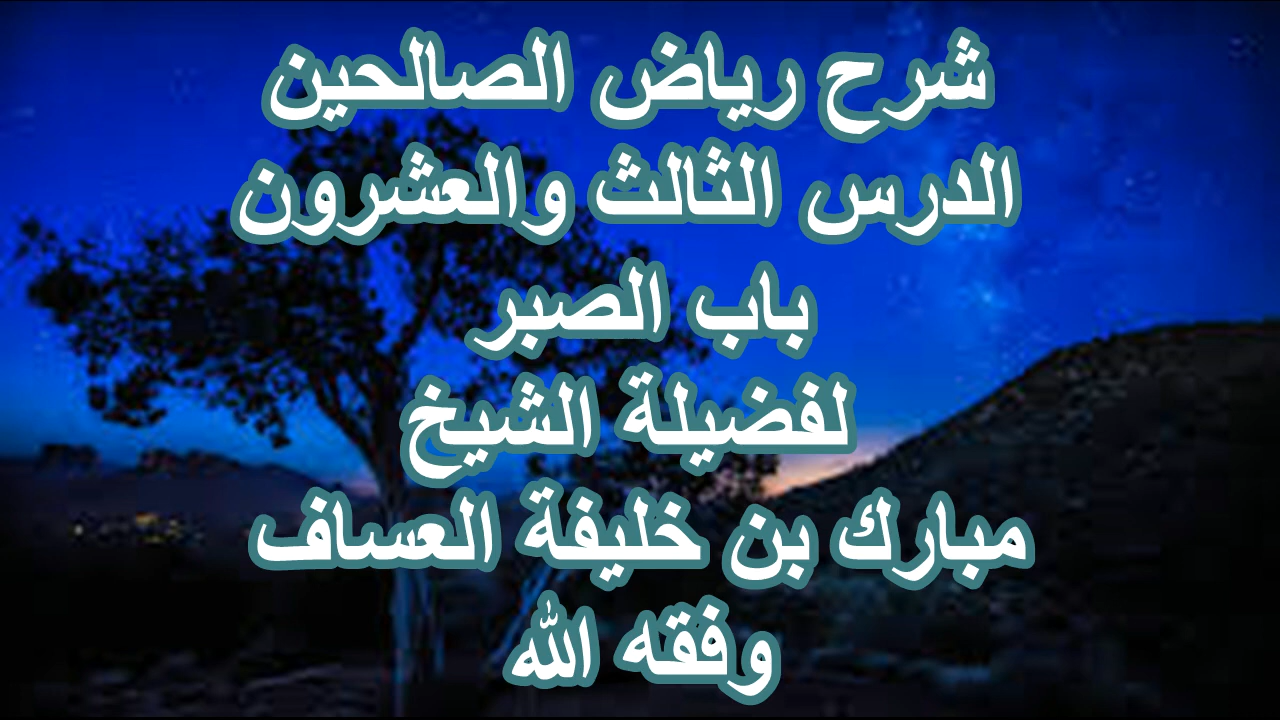 شرح رياض الصالحين
الدرس الثالث والعشرون
باب الصبر
لفضيلة الشيخ
مبارك بن خليفة العساف
وفقه الله